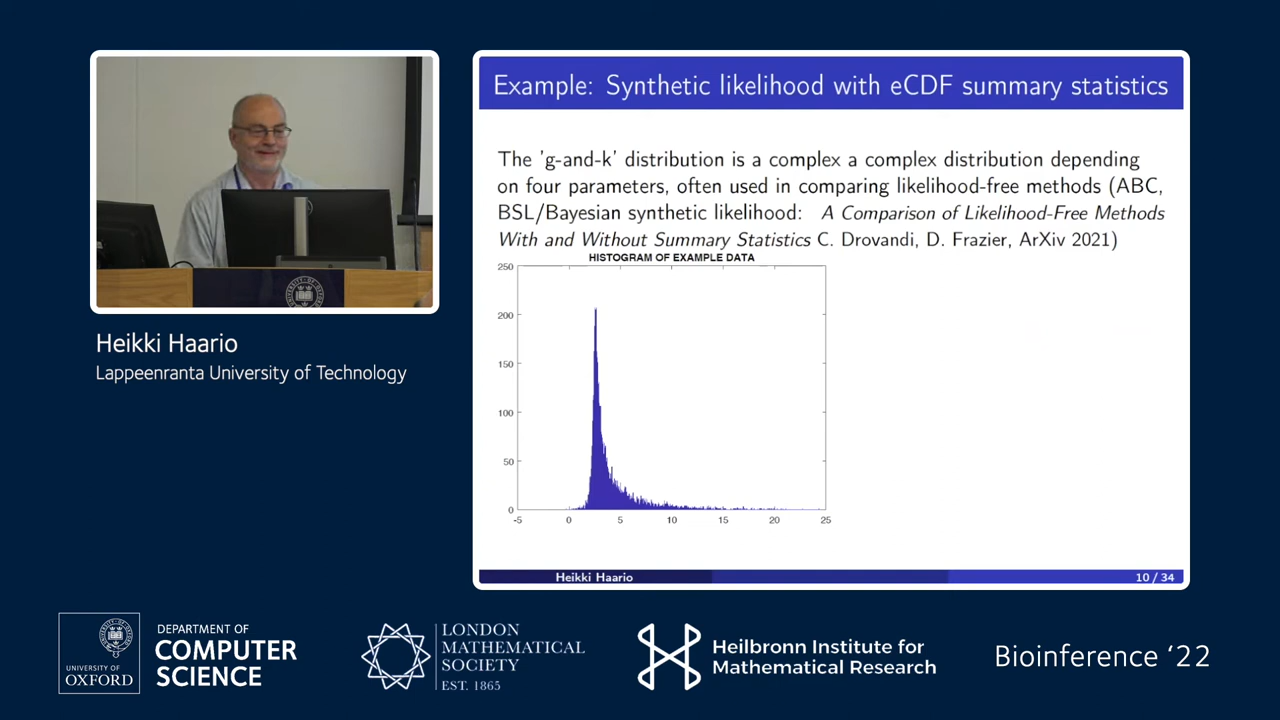 Example: Synthetic likelihood with eCDF summary statistics
The 'g-and-k' distribution is a complex a complex distribution depending
on four parameters, often used in comparing likelihood-free methods (ABC,
BSL/Bayesian synthetic likelihood: A Comparison of Likelihood-Free Methods
With and Without Summary Statistics C. Drovandi, D. Frazier, ArXiv 2021)
HISTOGRAM OF EXAMPLE DATA
250
200
150
100
50
0
-5 0 5 10 15 20 25
Heikki Haario 10 / 34
Heikki Haario
Lappeenranta University of Technology
UNIVERSITY OF
OXFORD
DEPARTMENT OF
COMPUTER
SCIENCE
LONDON
MATHEMATICAL
SOCIETY
EST. 1865
Heilbronn Institute for
Mathematical Research
Bioinference ‘22